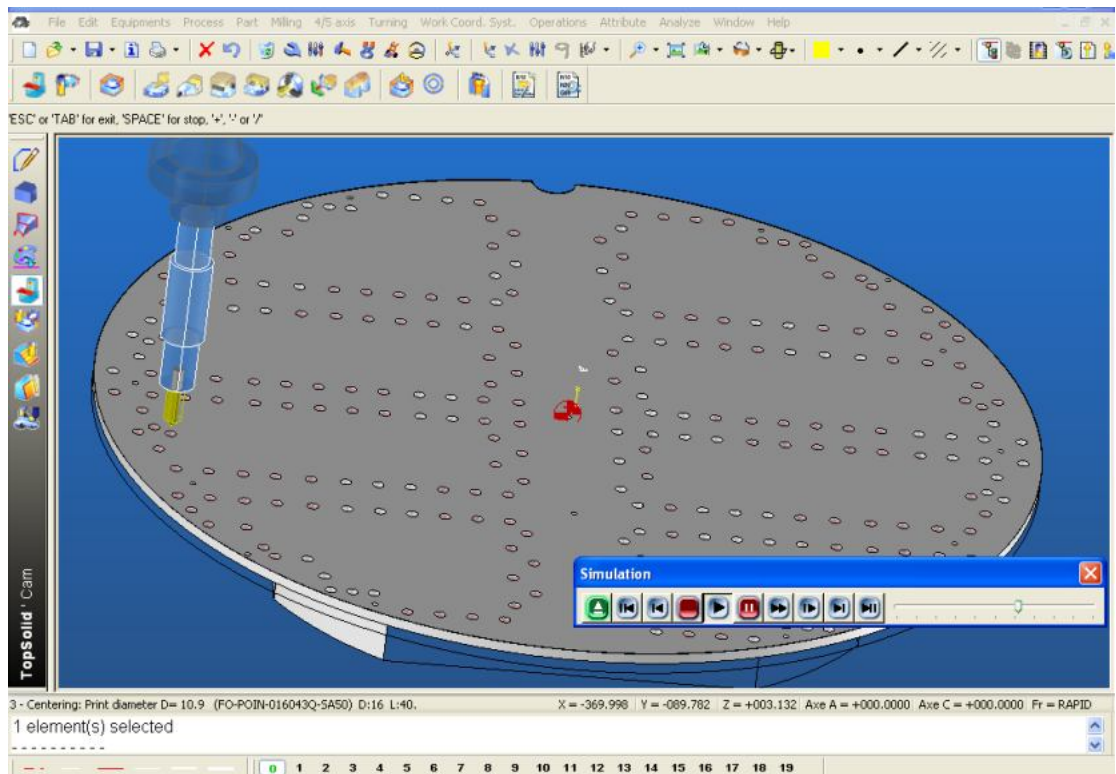 File Edit Equipments Process Part Milling 4/5 axis Turning Work Coord. Syst. Operations Attribute Analyze Window Help
'ESC' or 'TAB' for exit, 'SPACE' for stop, '+', '-' or '/'
Simulation
TopSolid'Cam
3 - Centering: Print diameter D= 10.9 (FO-POIN-016043Q-SA50) D:16 L:40. X = -369.998 Y = -089.782 Z = +003.132 Axe A = +000.0000 Axe C = +000.0000 Fr = RAPID
1 element(s) selected
----------
0 1 2 3 4 5 6 7 8 9 10 11 12 13 14 15 16 17 18 19